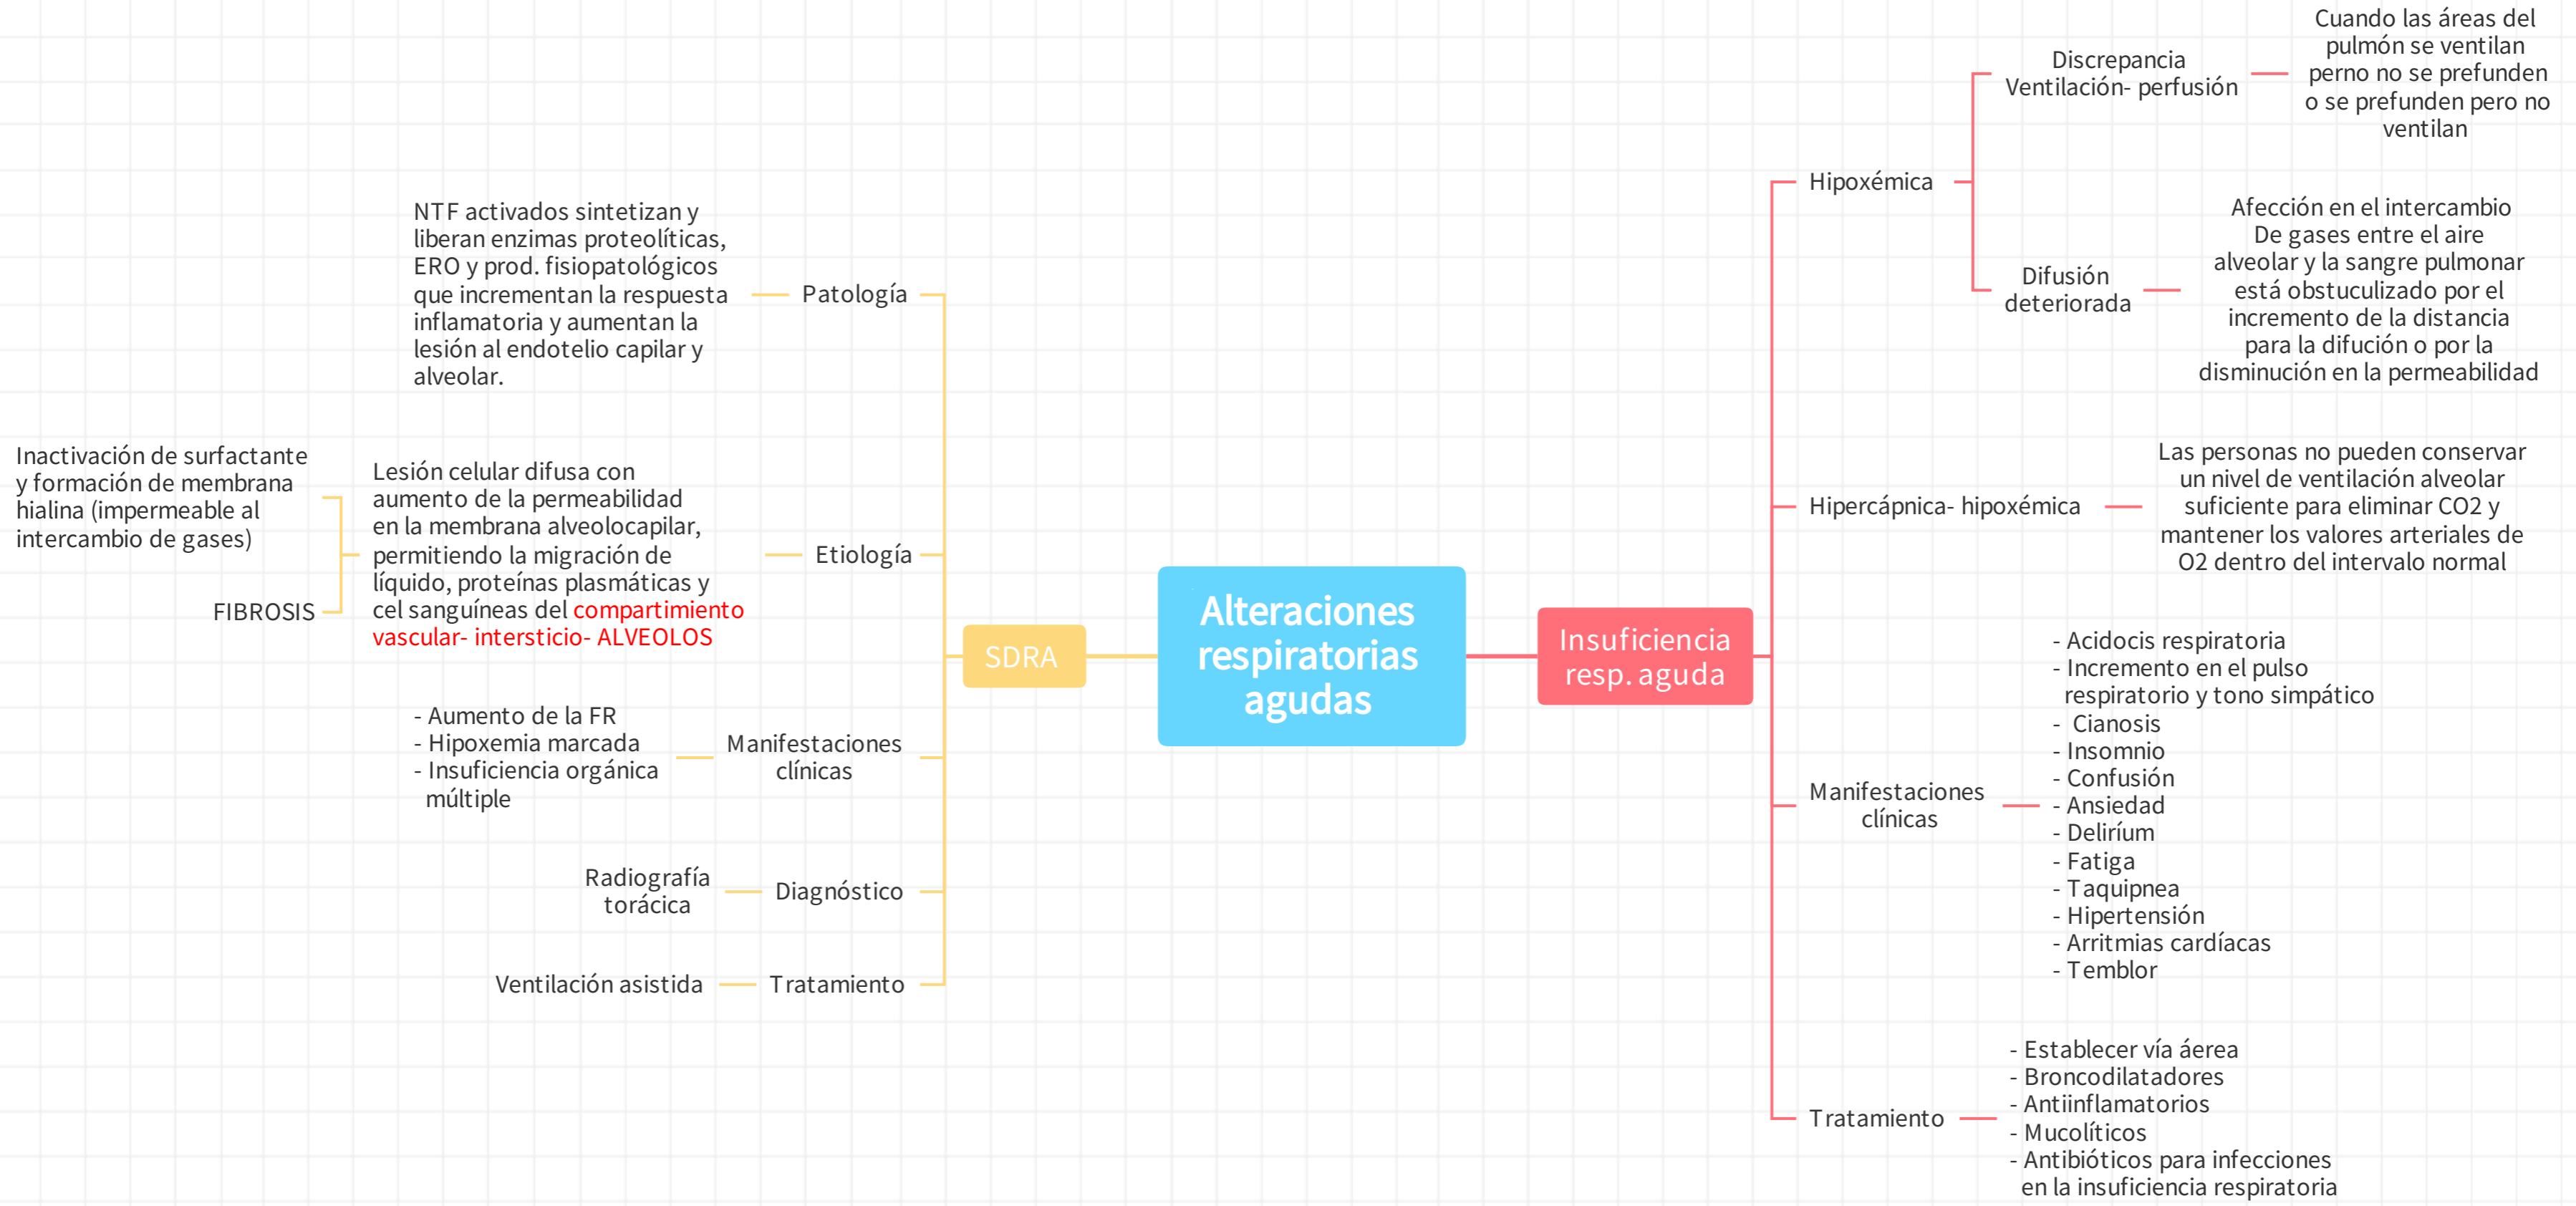 Alteraciones
respiratorias
agudas
SDRA
Patología
NTF activados sintetizan y
liberan enzimas proteolíticas,
ERO y prod. fisiopatológicos
que incrementan la respuesta
inflamatoria y aumentan la
lesión al endotelio capilar y
alveolar.
Etiología
Lesión celular difusa con
aumento de la permeabilidad
en la membrana alveolocapilar,
permitiendo la migración de
líquido, proteínas plasmáticas y
cel sanguíneas del compartimiento
vascular- intersticio- ALVEOLOS
Inactivación de surfactante
y formación de membrana
hialina (impermeable al
intercambio de gases)
FIBROSIS
Manifestaciones
clínicas
- Aumento de la FR
- Hipoxemia marcada
- Insuficiencia orgánica
múltiple
Diagnóstico
Radiografía
torácica
Tratamiento
Ventilación asistida
Insuficiencia
resp. aguda
Hipoxémica
Discrepancia
Ventilación- perfusión
Cuando las áreas del
pulmón se ventilan
perno no se prefunden
o se prefunden pero no
ventilan
Difusión
deteriorada
Afección en el intercambio
De gases entre el aire
alveolar y la sangre pulmonar
está obstuculizado por el
incremento de la distancia
para la difución o por la
disminución en la permeabilidad
Hipercápnica- hipoxémica
Las personas no pueden conservar
un nivel de ventilación alveolar
suficiente para eliminar CO2 y
mantener los valores arteriales de
O2 dentro del intervalo normal
Manifestaciones
clínicas
- Acidocis respiratoria
- Incremento en el pulso
respiratorio y tono simpático
- Cianosis
- Insomnio
- Confusión
- Ansiedad
- Deliríum
- Fatiga
- Taquipnea
- Hipertensión
- Arritmias cardíacas
- Temblor
Tratamiento
- Establecer vía áerea
- Broncodilatadores
- Antiinflamatorios
- Mucolíticos
- Antibióticos para infecciones
en la insuficiencia respiratoria